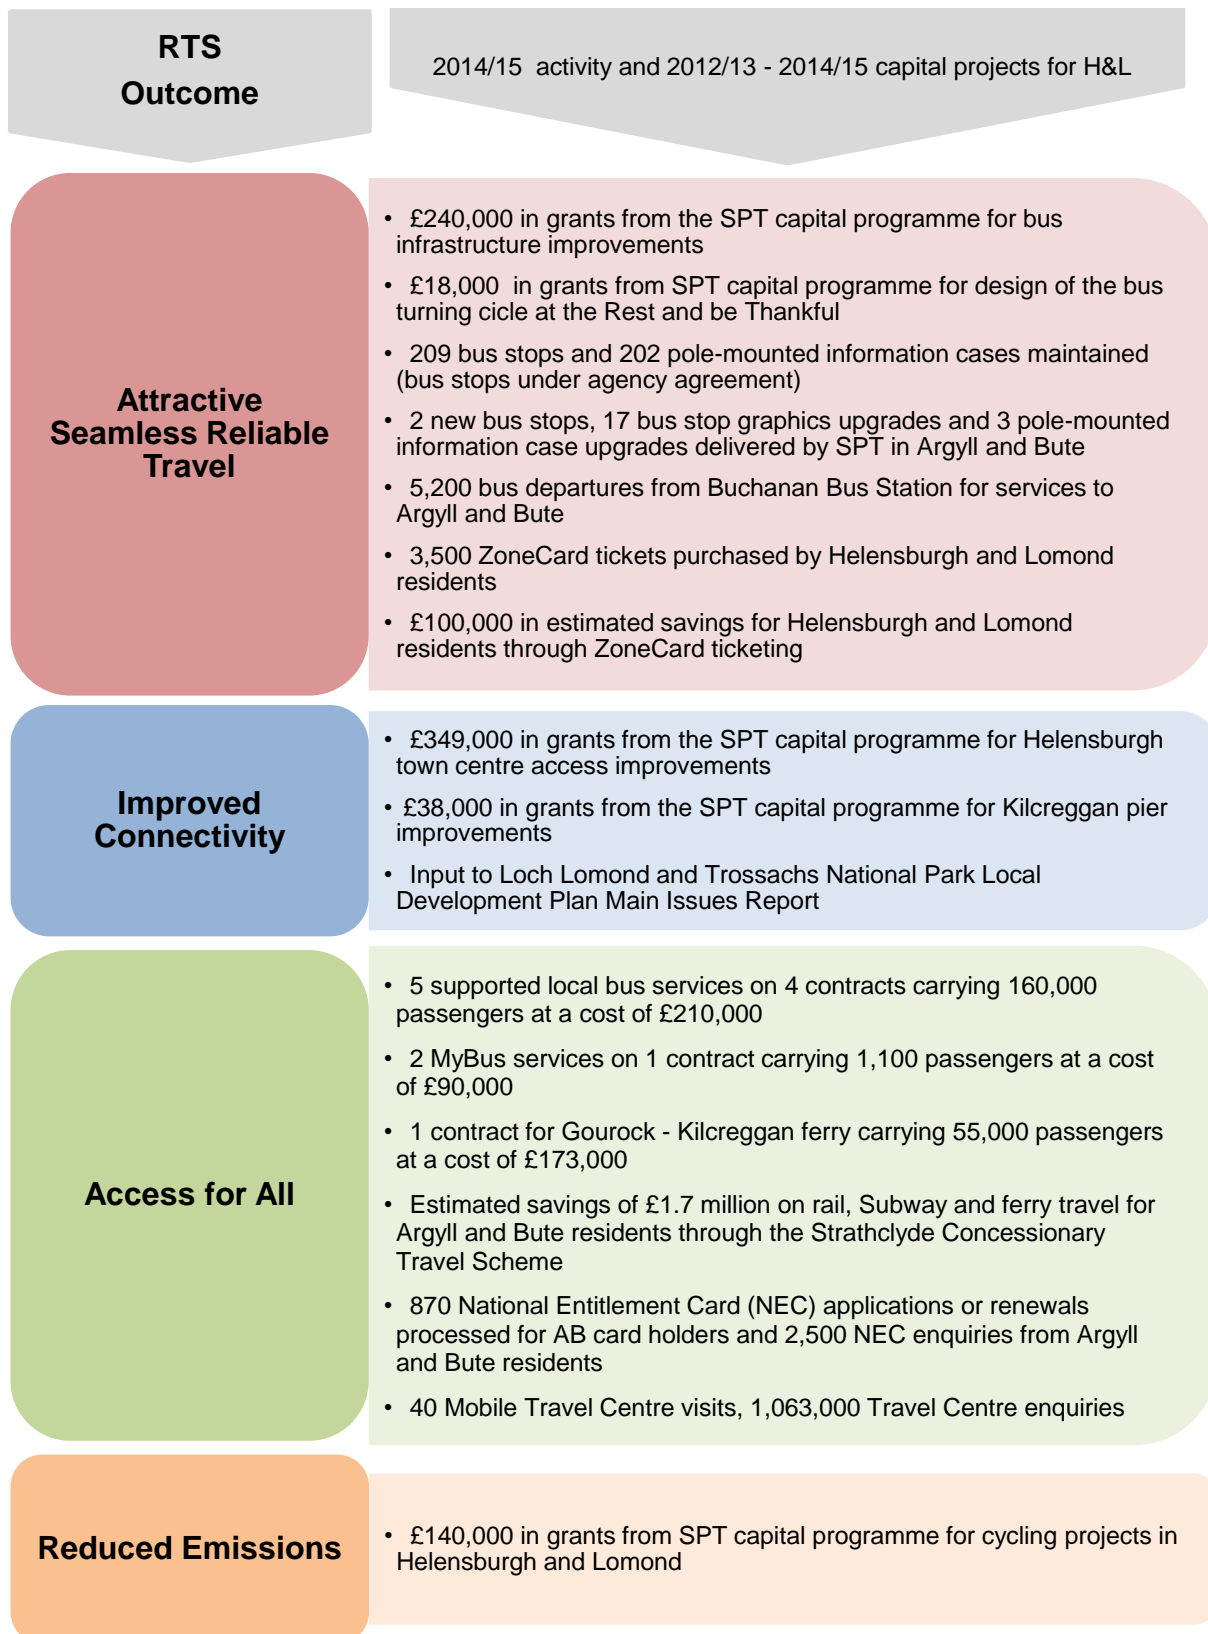 RTS
Outcome
2014/15 activity and 2012/13 - 2014/15 capital projects for H&L
Attractive
Seamless Reliable
Travel
• £240,000 in grants from the SPT capital programme for bus
infrastructure improvements
• £18,000 in grants from SPT capital programme for design of the bus
turning cicle at the Rest and be Thankful
• 209 bus stops and 202 pole-mounted information cases maintained
(bus stops under agency agreement)
• 2 new bus stops, 17 bus stop graphics upgrades and 3 pole-mounted
information case upgrades delivered by SPT in Argyll and Bute
• 5,200 bus departures from Buchanan Bus Station for services to
Argyll and Bute
• 3,500 ZoneCard tickets purchased by Helensburgh and Lomond
residents
• £100,000 in estimated savings for Helensburgh and Lomond
residents through ZoneCard ticketing
Improved
Connectivity
• £349,000 in grants from the SPT capital programme for Helensburgh
town centre access improvements
• £38,000 in grants from the SPT capital programme for Kilcreggan pier
improvements
• Input to Loch Lomond and Trossachs National Park Local
Development Plan Main Issues Report
Access for All
• 5 supported local bus services on 4 contracts carrying 160,000
passengers at a cost of £210,000
• 2 MyBus services on 1 contract carrying 1,100 passengers at a cost
of £90,000
• 1 contract for Gourock - Kilcreggan ferry carrying 55,000 passengers
at a cost of £173,000
• Estimated savings of £1.7 million on rail, Subway and ferry travel for
Argyll and Bute residents through the Strathclyde Concessionary
Travel Scheme
• 870 National Entitlement Card (NEC) applications or renewals
processed for AB card holders and 2,500 NEC enquiries from Argyll
and Bute residents
• 40 Mobile Travel Centre visits, 1,063,000 Travel Centre enquiries
Reduced Emissions
• £140,000 in grants from SPT capital programme for cycling projects in
Helensburgh and Lomond